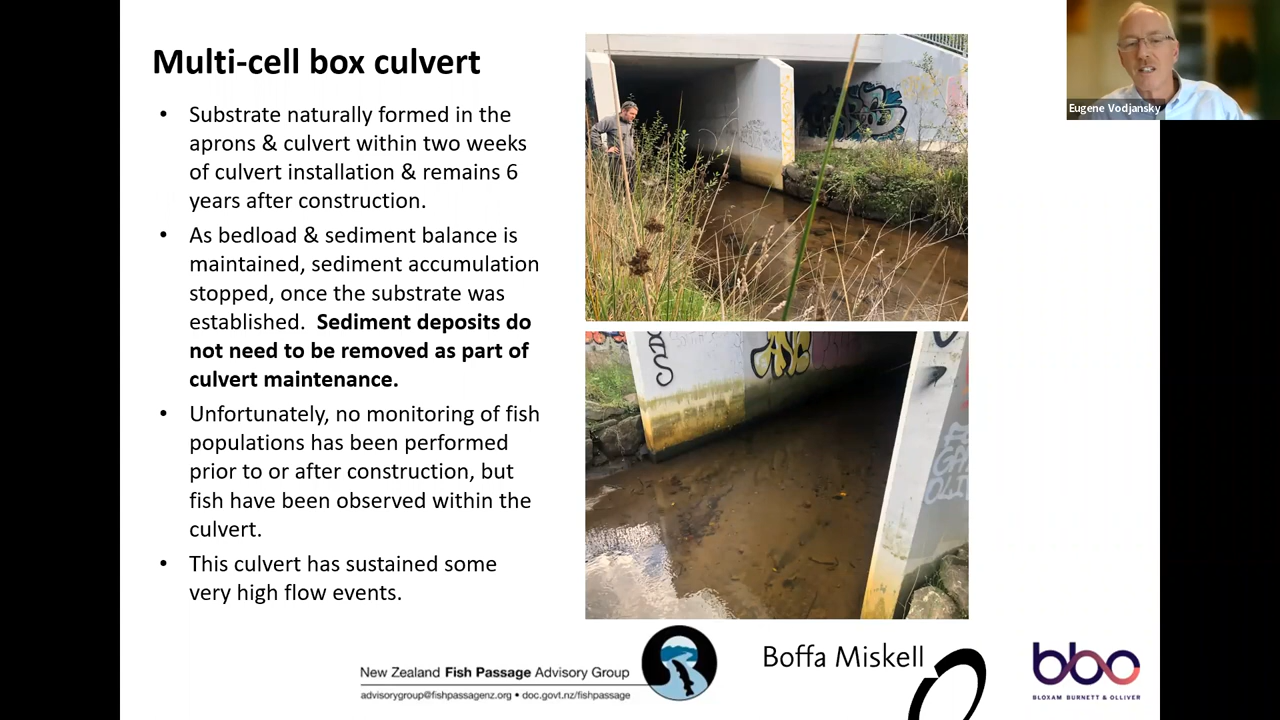 Multi-cell box culvert
• Substrate naturally formed in the
aprons & culvert within two weeks
of culvert installation & remains 6
years after construction.
• As bedload & sediment balance is
maintained, sediment accumulation
stopped, once the substrate was
established.  Sediment deposits do
not need to be removed as part of
culvert maintenance.
• Unfortunately, no monitoring of fish
populations has been performed
prior to or after construction, but
fish have been observed within the
culvert.
• This culvert has sustained some
very high flow events.
Eugene Vodjansky
New Zealand Fish Passage Advisory Group
advisorygroup@fishpassagenz.org • doc.govt.nz/fishpassage
Boffa Miskell
bbo
BLOXAM BURNETT & OLLIVER